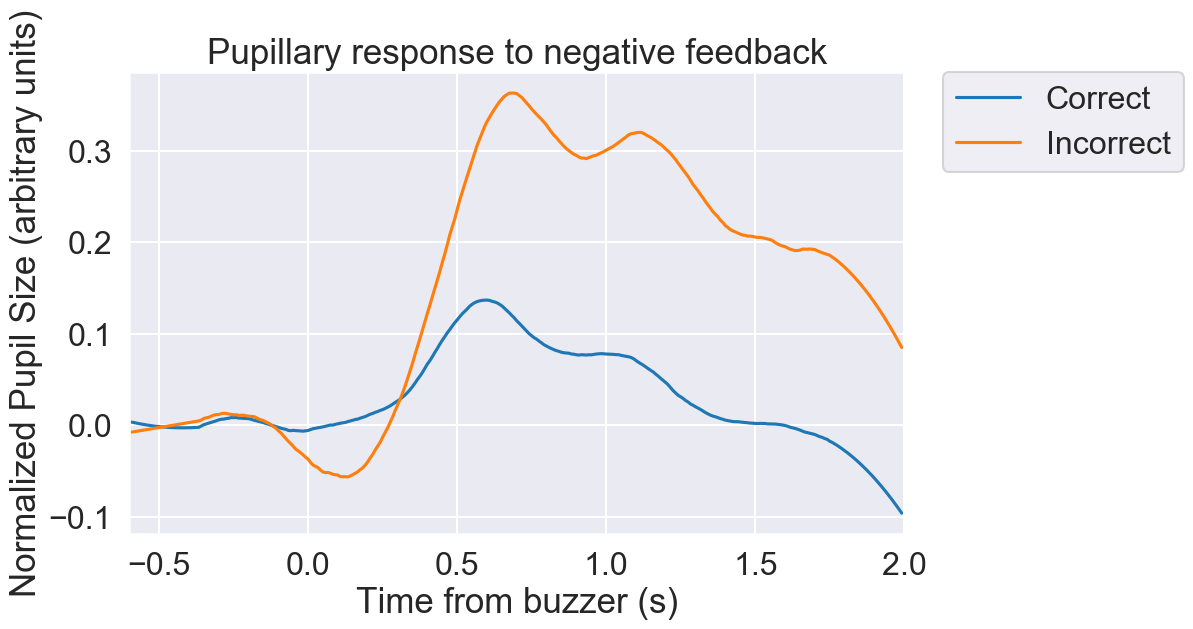 Pupillary response to negative feedback
Normalized Pupil Size (arbitrary units)
0.3
0.2
0.1
0.0
−0.1
−0.5
0.0
0.5
1.0
1.5
2.0
Time from buzzer (s)
Correct
Incorrect